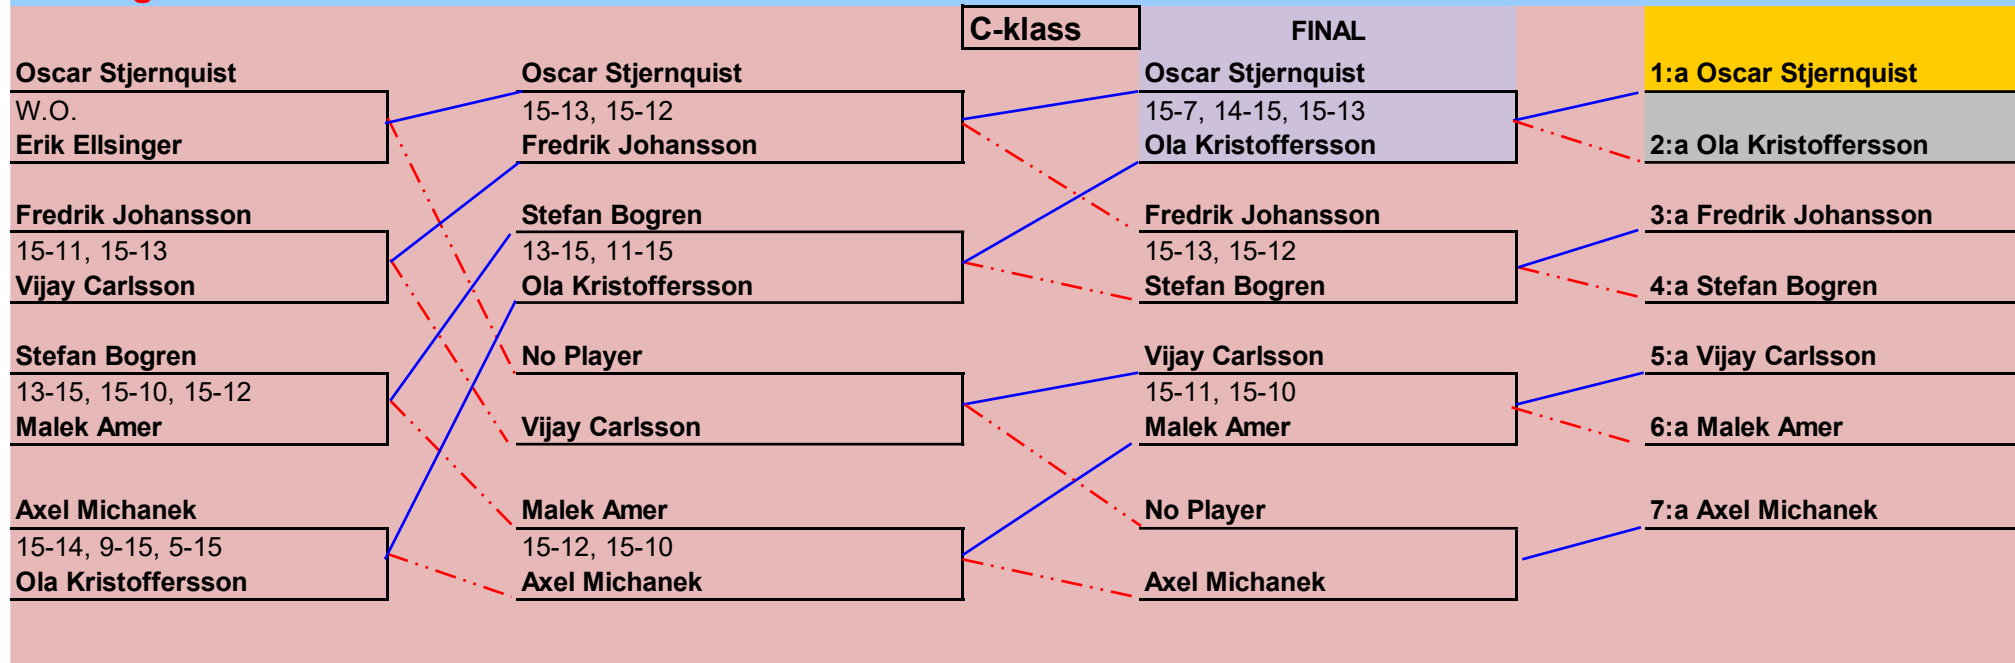 C-klass
FINAL
Oscar Stjernquist
Oscar Stjernquist
Oscar Stjernquist
1:a Oscar Stjernquist
W.O.
15-13, 15-12
15-7, 14-15, 15-13
Erik Ellsinger
Fredrik Johansson
Ola Kristoffersson
2:a Ola Kristoffersson
Fredrik Johansson
Stefan Bogren
Fredrik Johansson
3:a Fredrik Johansson
15-11, 15-13
13-15, 11-15
15-13, 15-12
Vijay Carlsson
Ola Kristoffersson
Stefan Bogren
4:a Stefan Bogren
Stefan Bogren
No Player
Vijay Carlsson
5:a Vijay Carlsson
13-15, 15-10, 15-12
15-11, 15-10
Malek Amer
Vijay Carlsson
Malek Amer
6:a Malek Amer
Axel Michanek
Malek Amer
No Player
7:a Axel Michanek
15-14, 9-15, 5-15
15-12, 15-10
Ola Kristoffersson
Axel Michanek
Axel Michanek